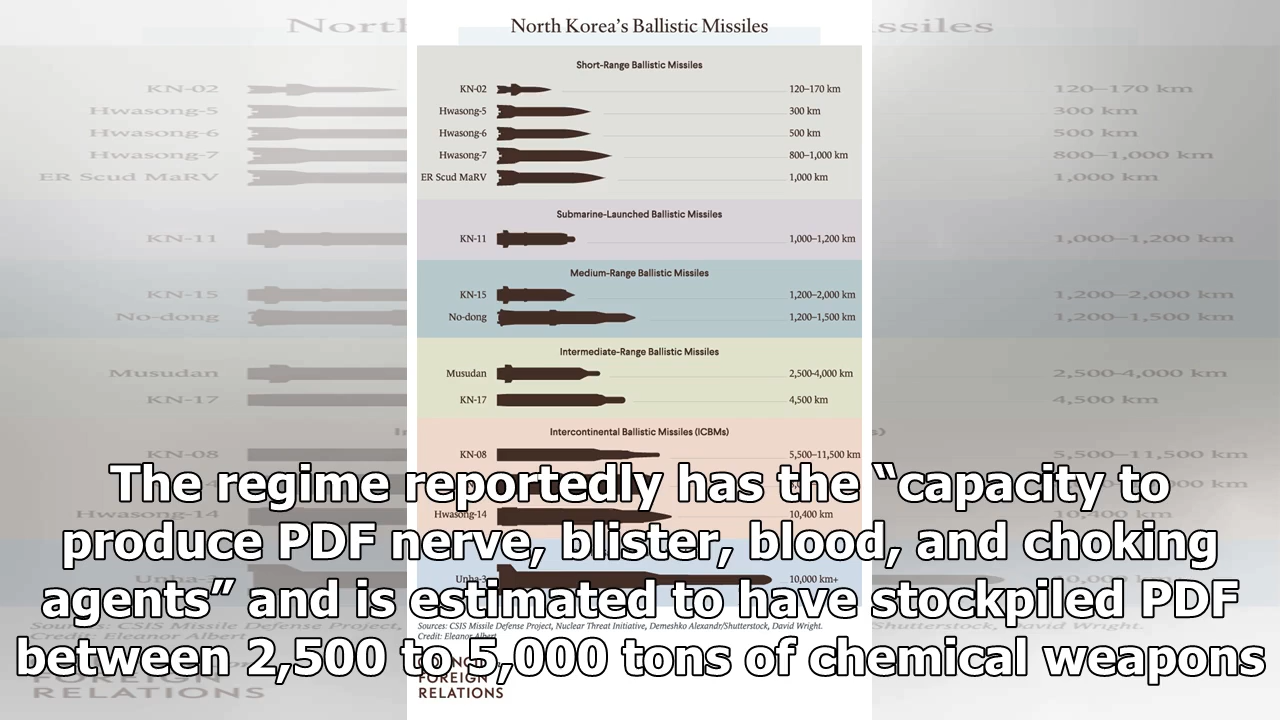 North Korea's Ballistic Missiles
Short-Range Ballistic Missiles
KN-02 120–170 km
Hwasong-5 300 km
Hwasong-6 500 km
Hwasong-7 800–1,000 km
ER Scud MaRV 1,000 km
Submarine-Launched Ballistic Missiles
KN-11 1,000–1,200 km
Medium-Range Ballistic Missiles
KN-15 1,200–2,000 km
No-dong 1,200–1,500 km
Intermediate-Range Ballistic Missiles
Musudan 2,500-4,000 km
KN-17 4,500 km
Intercontinental Ballistic Missiles (ICBMs)
KN-08 5,500–11,500 km
Hwasong-14 10,400 km
Unha-3 10,000 km+
Sources: CSIS Missile Defense Project, Nuclear Threat Initiative, Demeshko Alexandr/Shutterstock, David Wright.
Credit: Eleanor Albert
FOREIGN
RELATIONS
The regime reportedly has the “capacity to
produce PDF nerve, blister, blood, and choking
agents” and is estimated to have stockpiled PDF
between 2,500 to 5,000 tons of chemical weapons